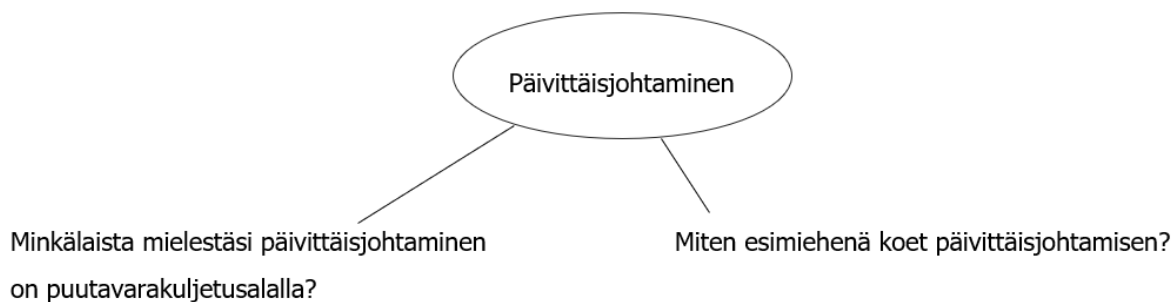 Päivittäisjohtaminen
Minkälaista mielestäsi päivittäisjohtaminen
on puutavarakuljetusalalla?
Miten esimiehenä koet päivittäisjohtamisen?